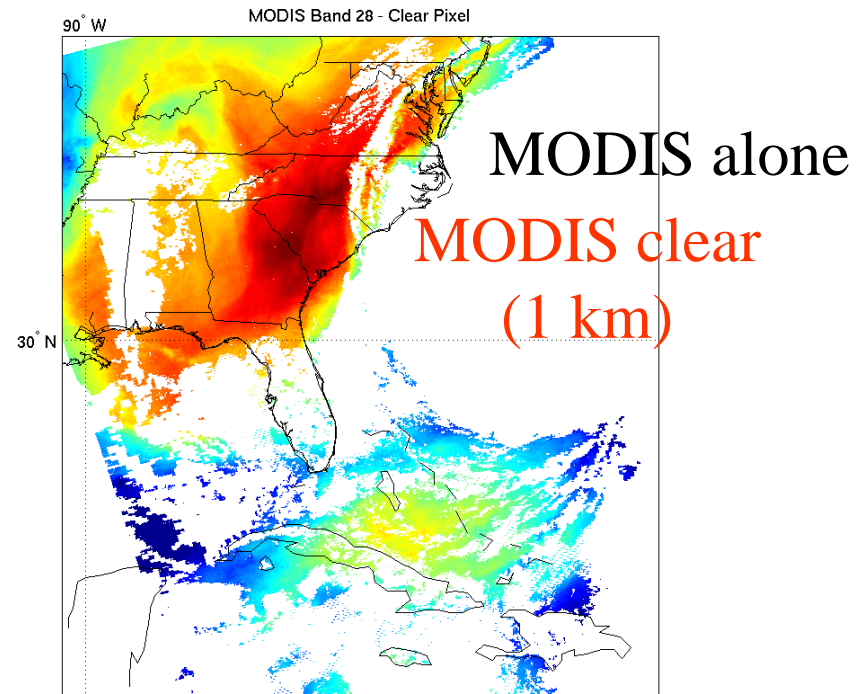 MODIS Band 28 - Clear Pixel
90° W
MODIS alone
MODIS clear
(1 km)
30° N